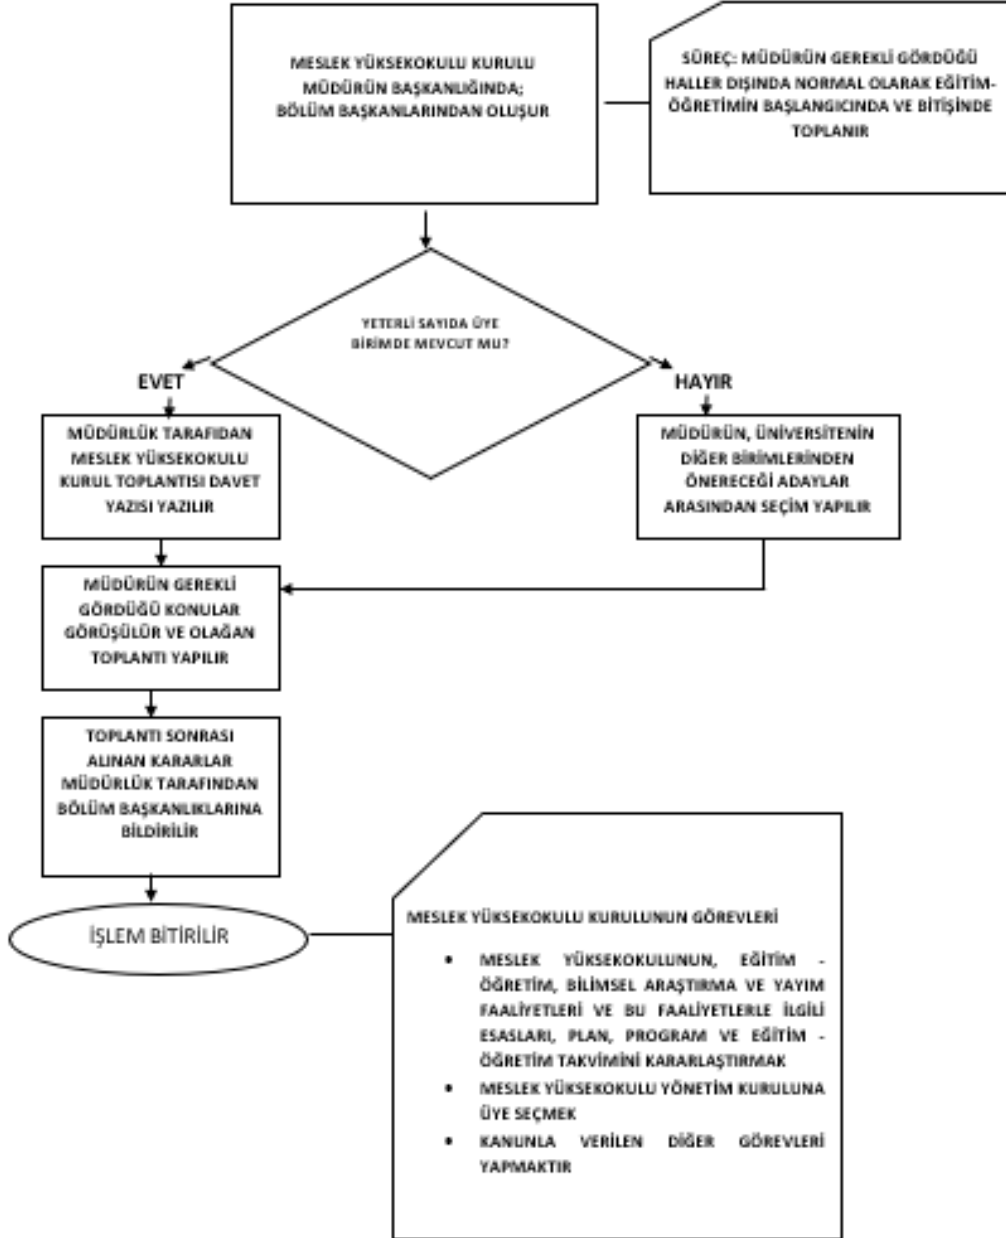 MESLEK YÜKSEKOKULU KURULU
MÜDÜRÜN BAŞKANLIĞINDA;
BÖLÜM BAŞKANLARINDAN OLUŞUR
SÜREÇ: MÜDÜRÜN GEREKLİ GÖRDÜĞÜ
HALLER DIŞINDA NORMAL OLARAK EĞİTİM-
ÖĞRETİMİN BAŞLANGICINDA VE BİTİŞİNDE
TOPLANIR
YETERLİ SAYIDA ÜYE
BİRİMDE MEVCUT MU?
EVET
HAYIR
MÜDÜRLÜK TARAFIDAN
MESLEK YÜKSEKOKULU
KURUL TOPLANTISI DAVET
YAZISI YAZILIR
MÜDÜRÜN, ÜNİVERSİTENİN
DİĞER BİRİMLERİNDEN
ÖNERECEĞİ ADAYLAR
ARASINDAN SEÇİM YAPILIR
MÜDÜRÜN GEREKLİ
GÖRDÜĞÜ KONULAR
GÖRÜŞÜLÜR VE OLAĞAN
TOPLANTI YAPILIR
TOPLANTI SONRASI
ALINAN KARARLAR
MÜDÜRLÜK TARAFINDAN
BÖLÜM BAŞKANLIKLARINA
BİLDİRİLİR
İŞLEM BİTİRİLİR
MESLEK YÜKSEKOKULU KURULUNUN GÖREVLERİ
• MESLEK YÜKSEKOKULUNUN, EĞİTİM -
ÖĞRETİM, BİLİMSEL ARAŞTIRMA VE YAYIM
FAALİYETLERİ VE BU FAALİYETLERLE İLGİLİ
ESASLARI, PLAN, PROGRAM VE EĞİTİM -
ÖĞRETİM TAKVİMİNİ KARARLAŞTIRMAK
• MESLEK YÜKSEKOKULU YÖNETİM KURULUNA
ÜYE SEÇMEK
• KANUNLA VERİLEN DİĞER GÖREVLERİ
YAPMAKTIR